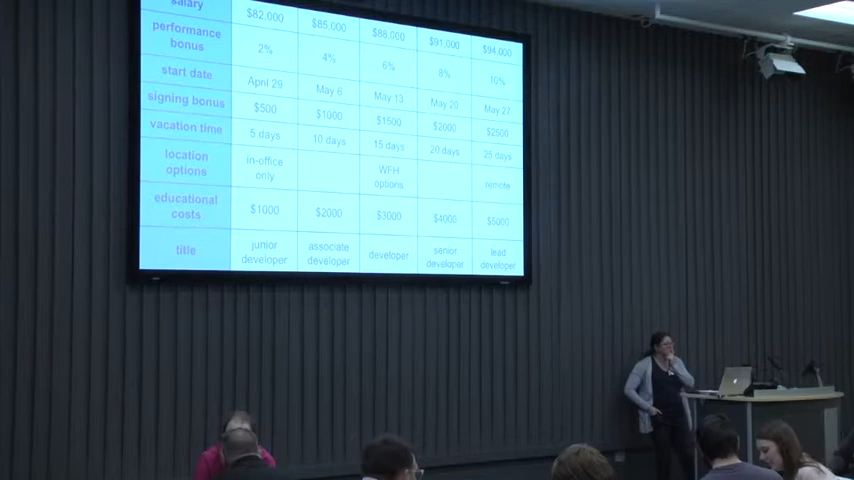 salary $82,000 $85,000 $88,000 $91,000 $94,000
performance
bonus 2% 4% 6% 8% 10%
start date April 29 May 6 May 13 May 20 May 27
signing bonus $500 $1000 $1500 $2000 $2500
vacation time 5 days 10 days 15 days 20 days 25 days
location
options in-office
only WFH
options remote
educational
costs $1000 $2000 $3000 $4000 $5000
title junior
developer associate
developer developer senior
developer lead
developer